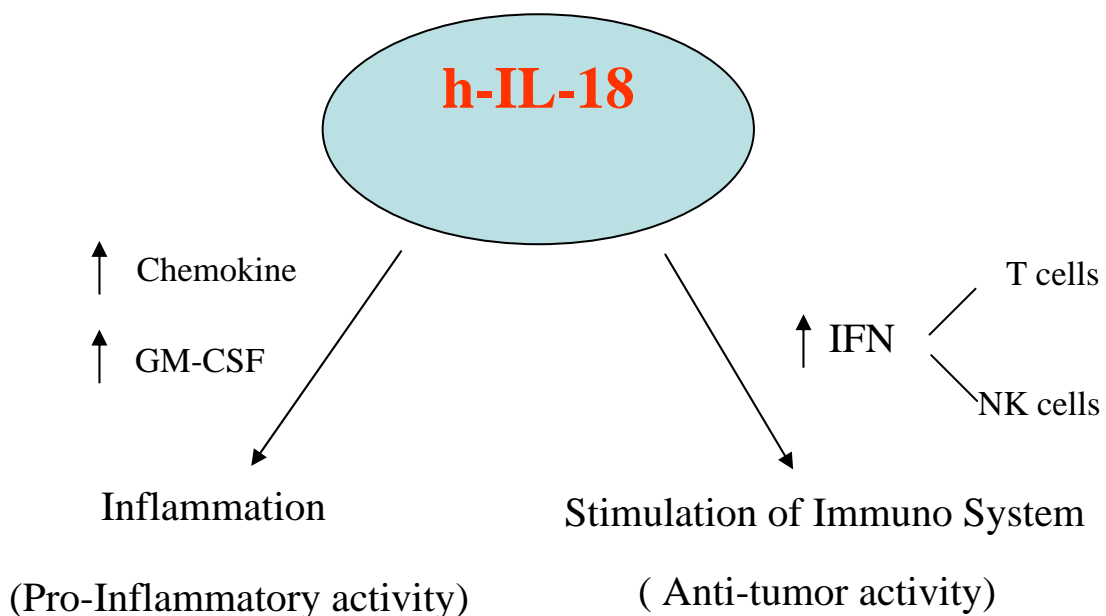 h-IL-18
Chemokine
GM-CSF
T cells
IFN
NK cells
Inflammation
(Pro-Inflammatory activity)
Stimulation of Immuno System
( Anti-tumor activity)